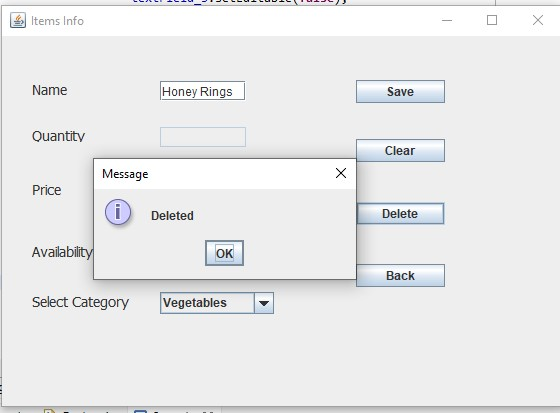 textField_3.setEditable(false);
Items Info
Name
Honey Rings
Save
Quantity
Clear
Message
Price
Deleted
Delete
Availability
OK
Back
Select Category
Vegetables